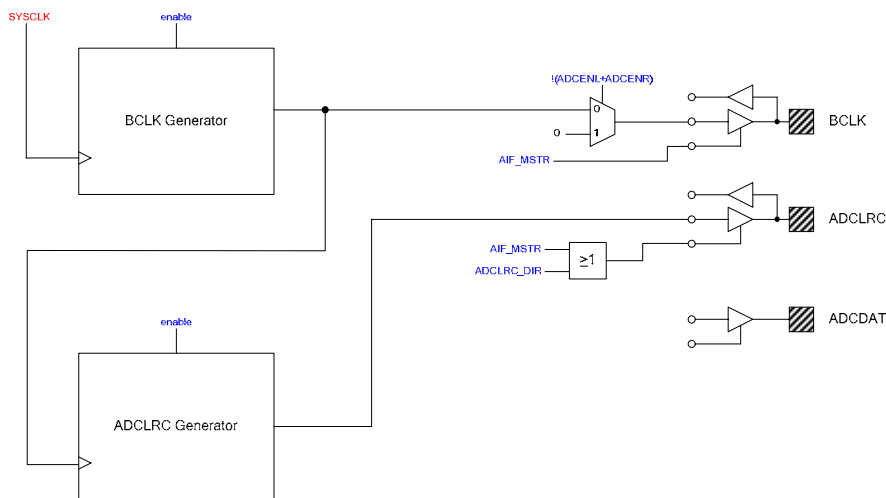 SYSCLK
enable
!(ADCENL+ADCENR)
BCLK Generator
0
0
1
BCLK
AIF_MSTR
ADCLRC
AIF_MSTR
ADCLRC_DIR
≥1
enable
ADCDAT
ADCLRC Generator